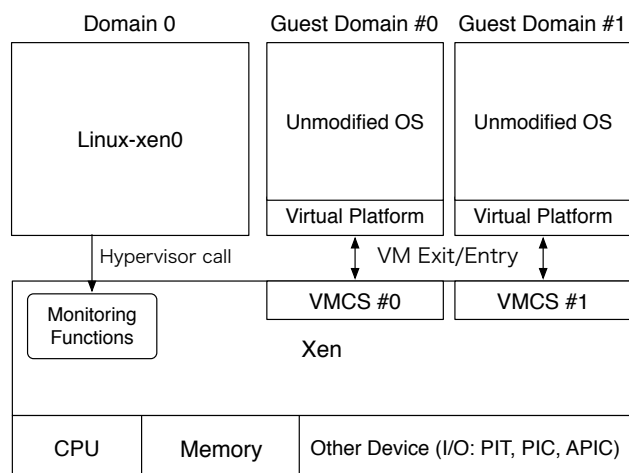 Domain 0
Guest Domain #0
Guest Domain #1
Linux-xen0
Unmodified OS
Unmodified OS
Virtual Platform
Virtual Platform
Hypervisor call
VM Exit/Entry
Monitoring
Functions
VMCS #0
VMCS #1
Xen
CPU
Memory
Other Device (I/O: PIT, PIC, APIC)